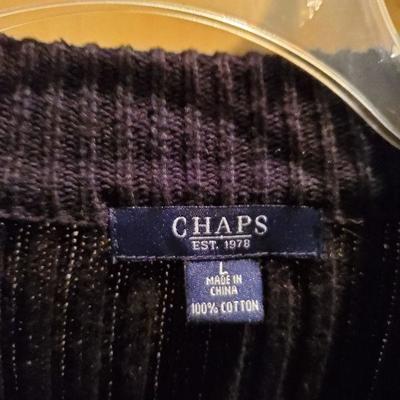 CHAPS
EST. 1978
L
MADE IN
CHINA
100% COTTON